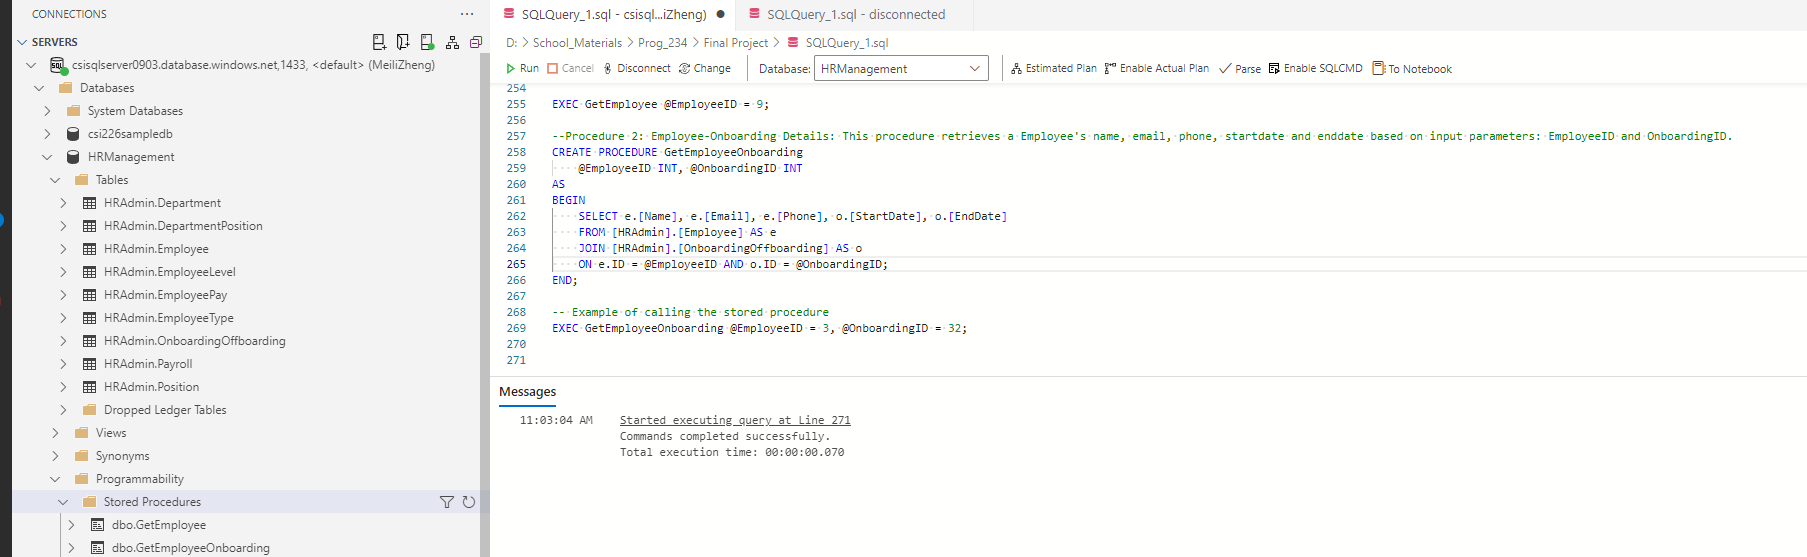 CONNECTIONS
SERVERS
csisqlserver0903.database.windows.net,1433, <default> (MeiliZheng)
Databases
System Databases
csi226sampledb
HRManagement
Tables
HRAdmin.Department
HRAdmin.DepartmentPosition
HRAdmin.Employee
HRAdmin.EmployeeLevel
HRAdmin.EmployeePay
HRAdmin.EmployeeType
HRAdmin.OnboardingOffboarding
HRAdmin.Payroll
HRAdmin.Position
Dropped Ledger Tables
Views
Synonyms
Programmability
Stored Procedures
dbo.GetEmployee
dbo.GetEmployeeOnboarding
SQLQuery_1.sql - csisql...iZheng) ● SQLQuery_1.sql - disconnected
D: > School_Materials > Prog_234 > Final Project > SQLQuery_1.sql
Run Cancel Disconnect Change Database: HRManagement Estimated Plan Enable Actual Plan Parse Enable SQLCMD To Notebook
254
255 EXEC GetEmployee @EmployeeID = 9;
256
257 --Procedure 2: Employee-Onboarding Details: This procedure retrieves a Employee's name, email, phone, startdate and enddate based on input parameters: EmployeeID and OnboardingID.
258 CREATE PROCEDURE GetEmployeeOnboarding
259 @EmployeeID INT, @OnboardingID INT
260 AS
261 BEGIN
262 SELECT e.[Name], e.[Email], e.[Phone], o.[StartDate], o.[EndDate]
263 FROM [HRAdmin].[Employee] AS e
264 JOIN [HRAdmin].[OnboardingOffboarding] AS o
265 ON e.ID = @EmployeeID AND o.ID = @OnboardingID;
266 END;
267
268 -- Example of calling the stored procedure
269 EXEC GetEmployeeOnboarding @EmployeeID = 3, @OnboardingID = 32;
270
271
Messages
11:03:04 AM Started executing query at Line 271
Commands completed successfully.
Total execution time: 00:00:00.070